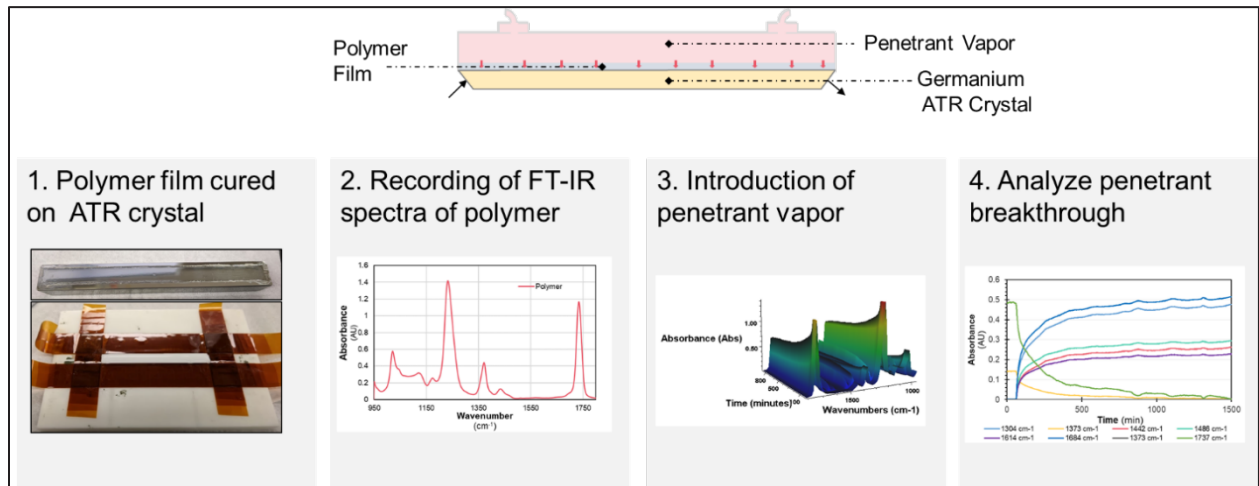 Polymer
Film
Penetrant Vapor
Germanium
ATR Crystal
1. Polymer film cured
on ATR crystal
2. Recording of FT-IR
spectra of polymer
1.6
1.4
1.2
1
0.8
0.6
0.4
0.2
0
Absorbance
(AU)
Polymer
950 1150 1350 1550 1750
Wavenumber
(cm-1)
3. Introduction of
penetrant vapor
Absorbance (Abs)
1.00
0.50
800
500
100
Time (minutes)
1500
1000
Wavenumbers (cm-1)
4. Analyze penetrant
breakthrough
0.6
0.5
0.4
0.3
0.2
0.1
0
Absorbance
(AU)
0 500 1000 1500
Time (min)
1304 cm-1 1373 cm-1 1442 cm-1 1486 cm-1
1614 cm-1 1684 cm-1 1373 cm-1 1737 cm-1